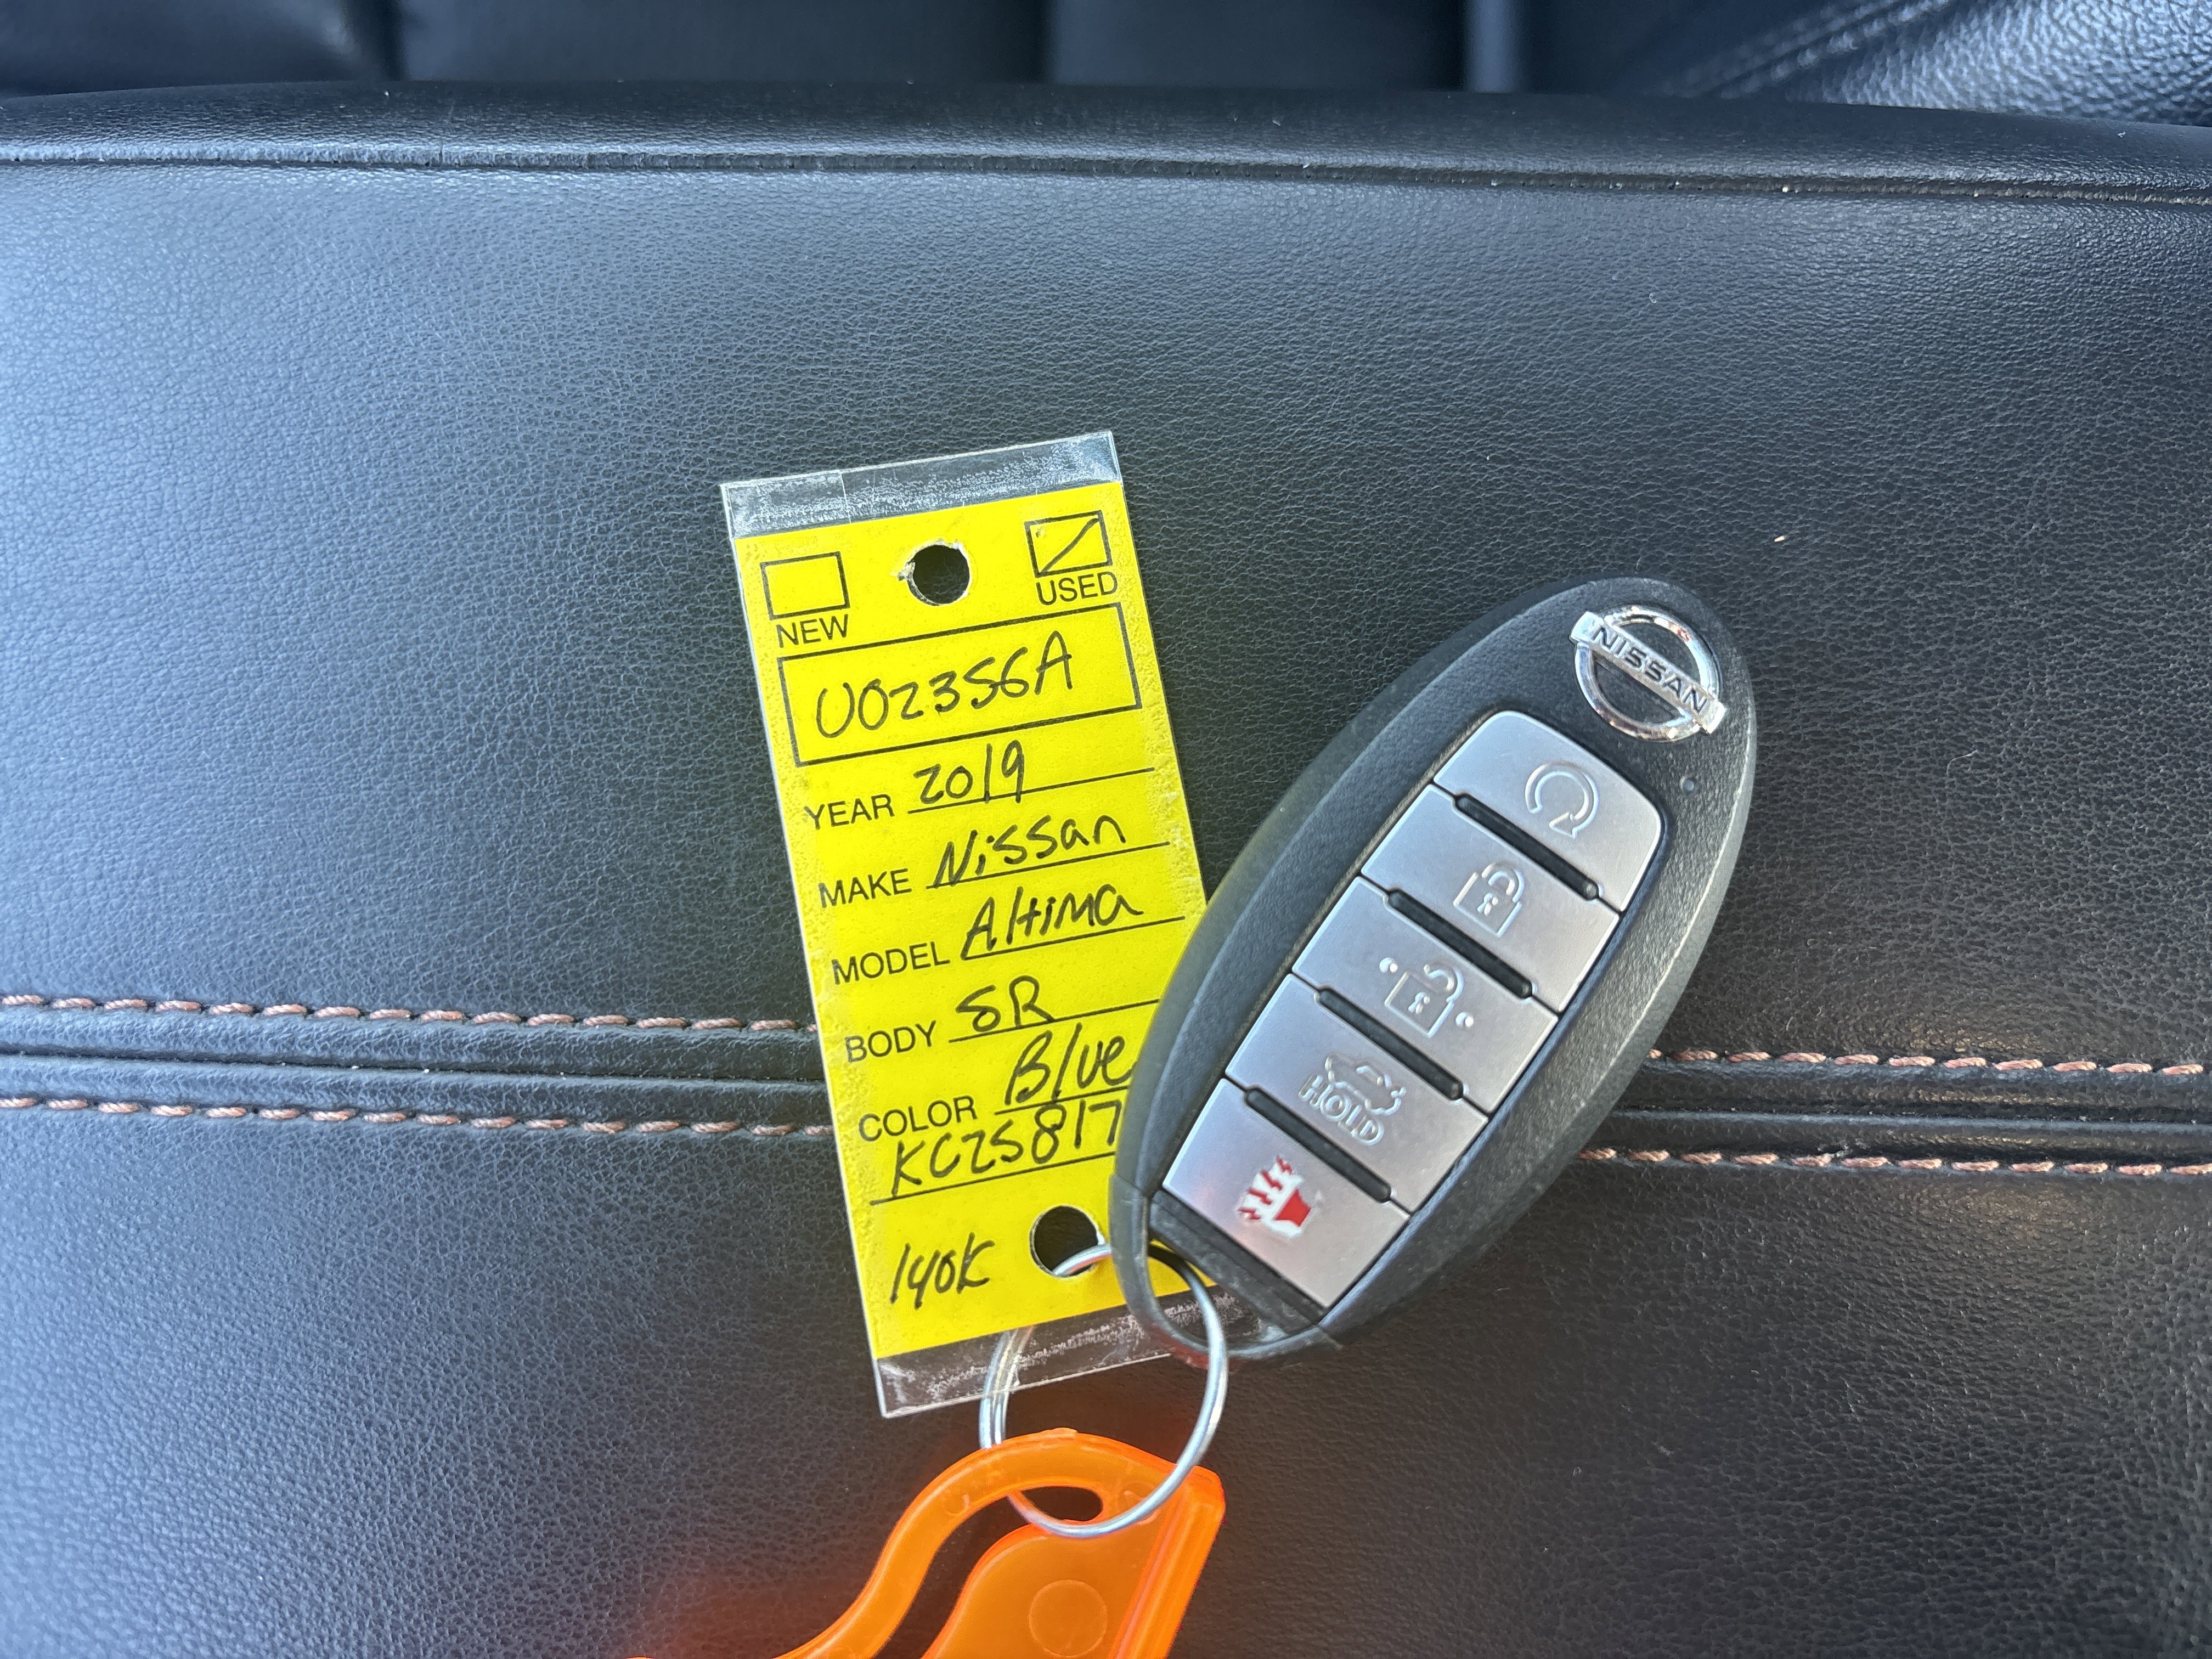 NEW USED
U02356A
YEAR 2019
MAKE Nissan
MODEL Altima
BODY SR
COLOR Blue
KC25817
140K
NISSAN
HOLD